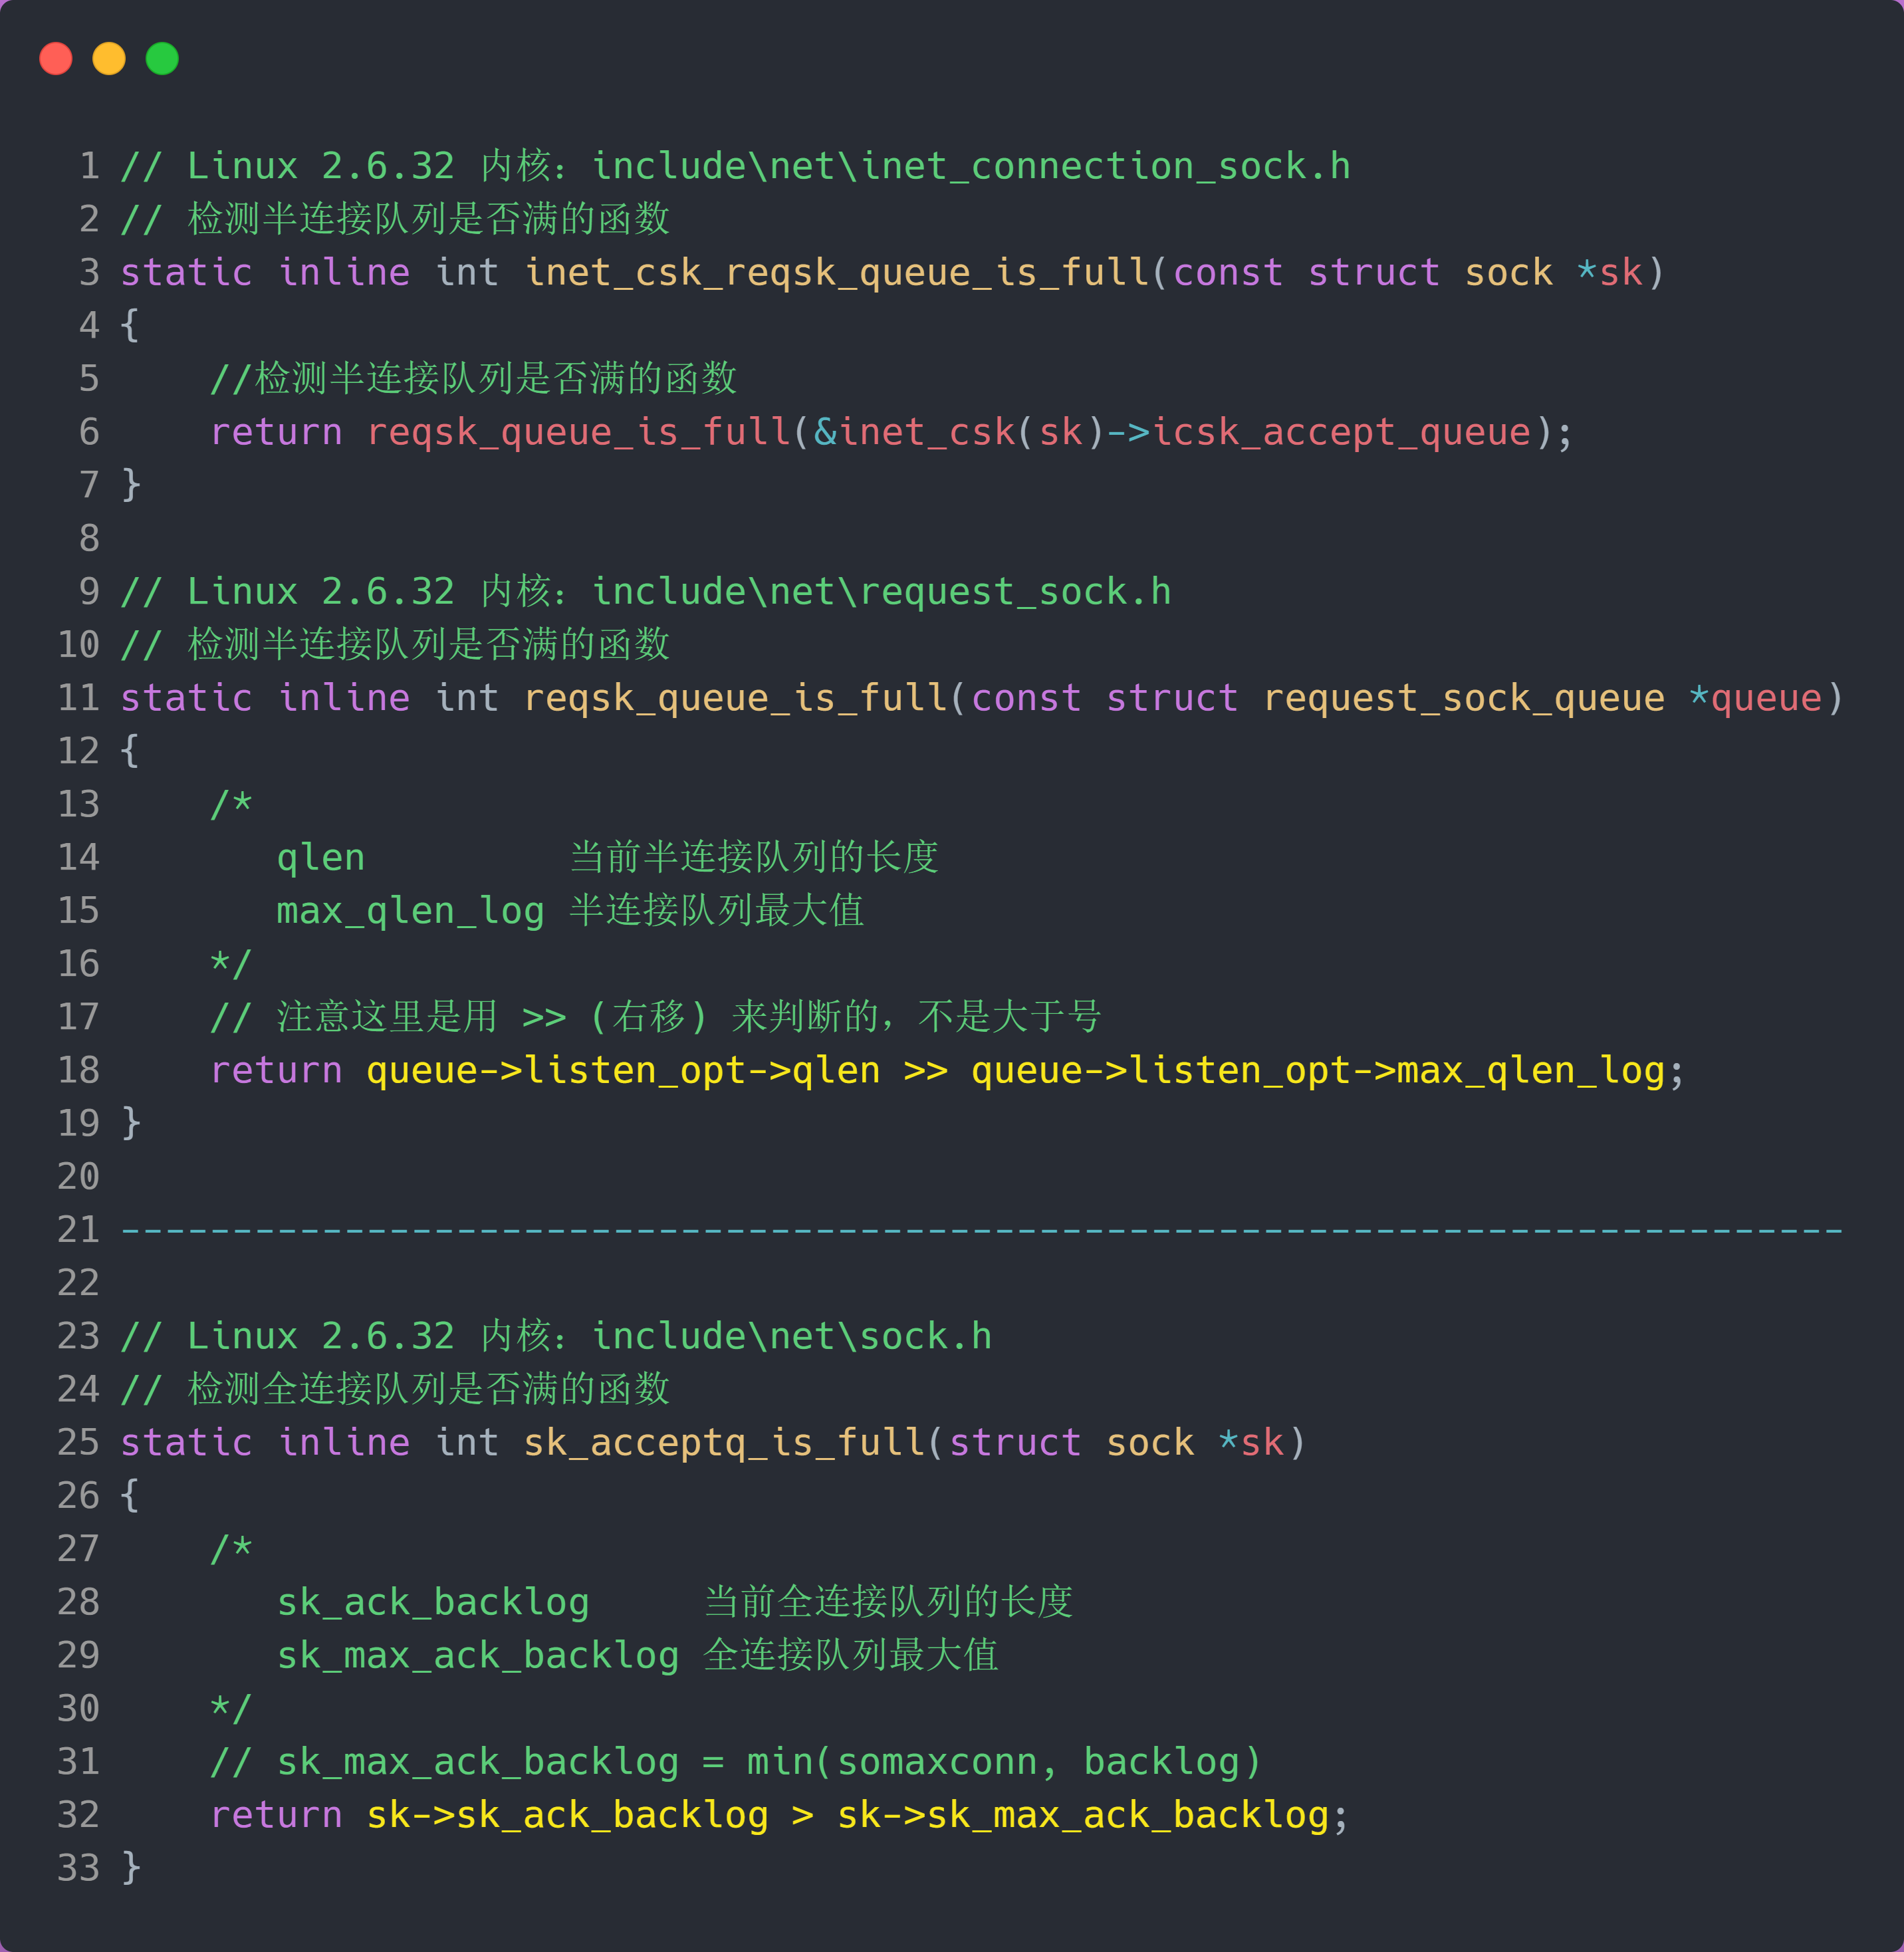 1 // Linux 2.6.32 内核：include\net\inet_connection_sock.h
2 // 检测半连接队列是否满的函数
3 static inline int inet_csk_reqsk_queue_is_full(const struct sock *sk)
4 {
5     //检测半连接队列是否满的函数
6     return reqsk_queue_is_full(&inet_csk(sk)->icsk_accept_queue);
7 }
8
9 // Linux 2.6.32 内核：include\net\request_sock.h
10 // 检测半连接队列是否满的函数
11 static inline int reqsk_queue_is_full(const struct request_sock_queue *queue)
12 {
13     /*
14        qlen         当前半连接队列的长度
15        max_qlen_log 半连接队列最大值
16     */
17     // 注意这里是用 >> (右移) 来判断的，不是大于号
18     return queue->listen_opt->qlen >> queue->listen_opt->max_qlen_log;
19 }
20
21 -----------------------------------------------------------------------------
22
23 // Linux 2.6.32 内核：include\net\sock.h
24 // 检测全连接队列是否满的函数
25 static inline int sk_acceptq_is_full(struct sock *sk)
26 {
27     /*
28        sk_ack_backlog     当前全连接队列的长度
29        sk_max_ack_backlog 全连接队列最大值
30     */
31     // sk_max_ack_backlog = min(somaxconn, backlog)
32     return sk->sk_ack_backlog > sk->sk_max_ack_backlog;
33 }